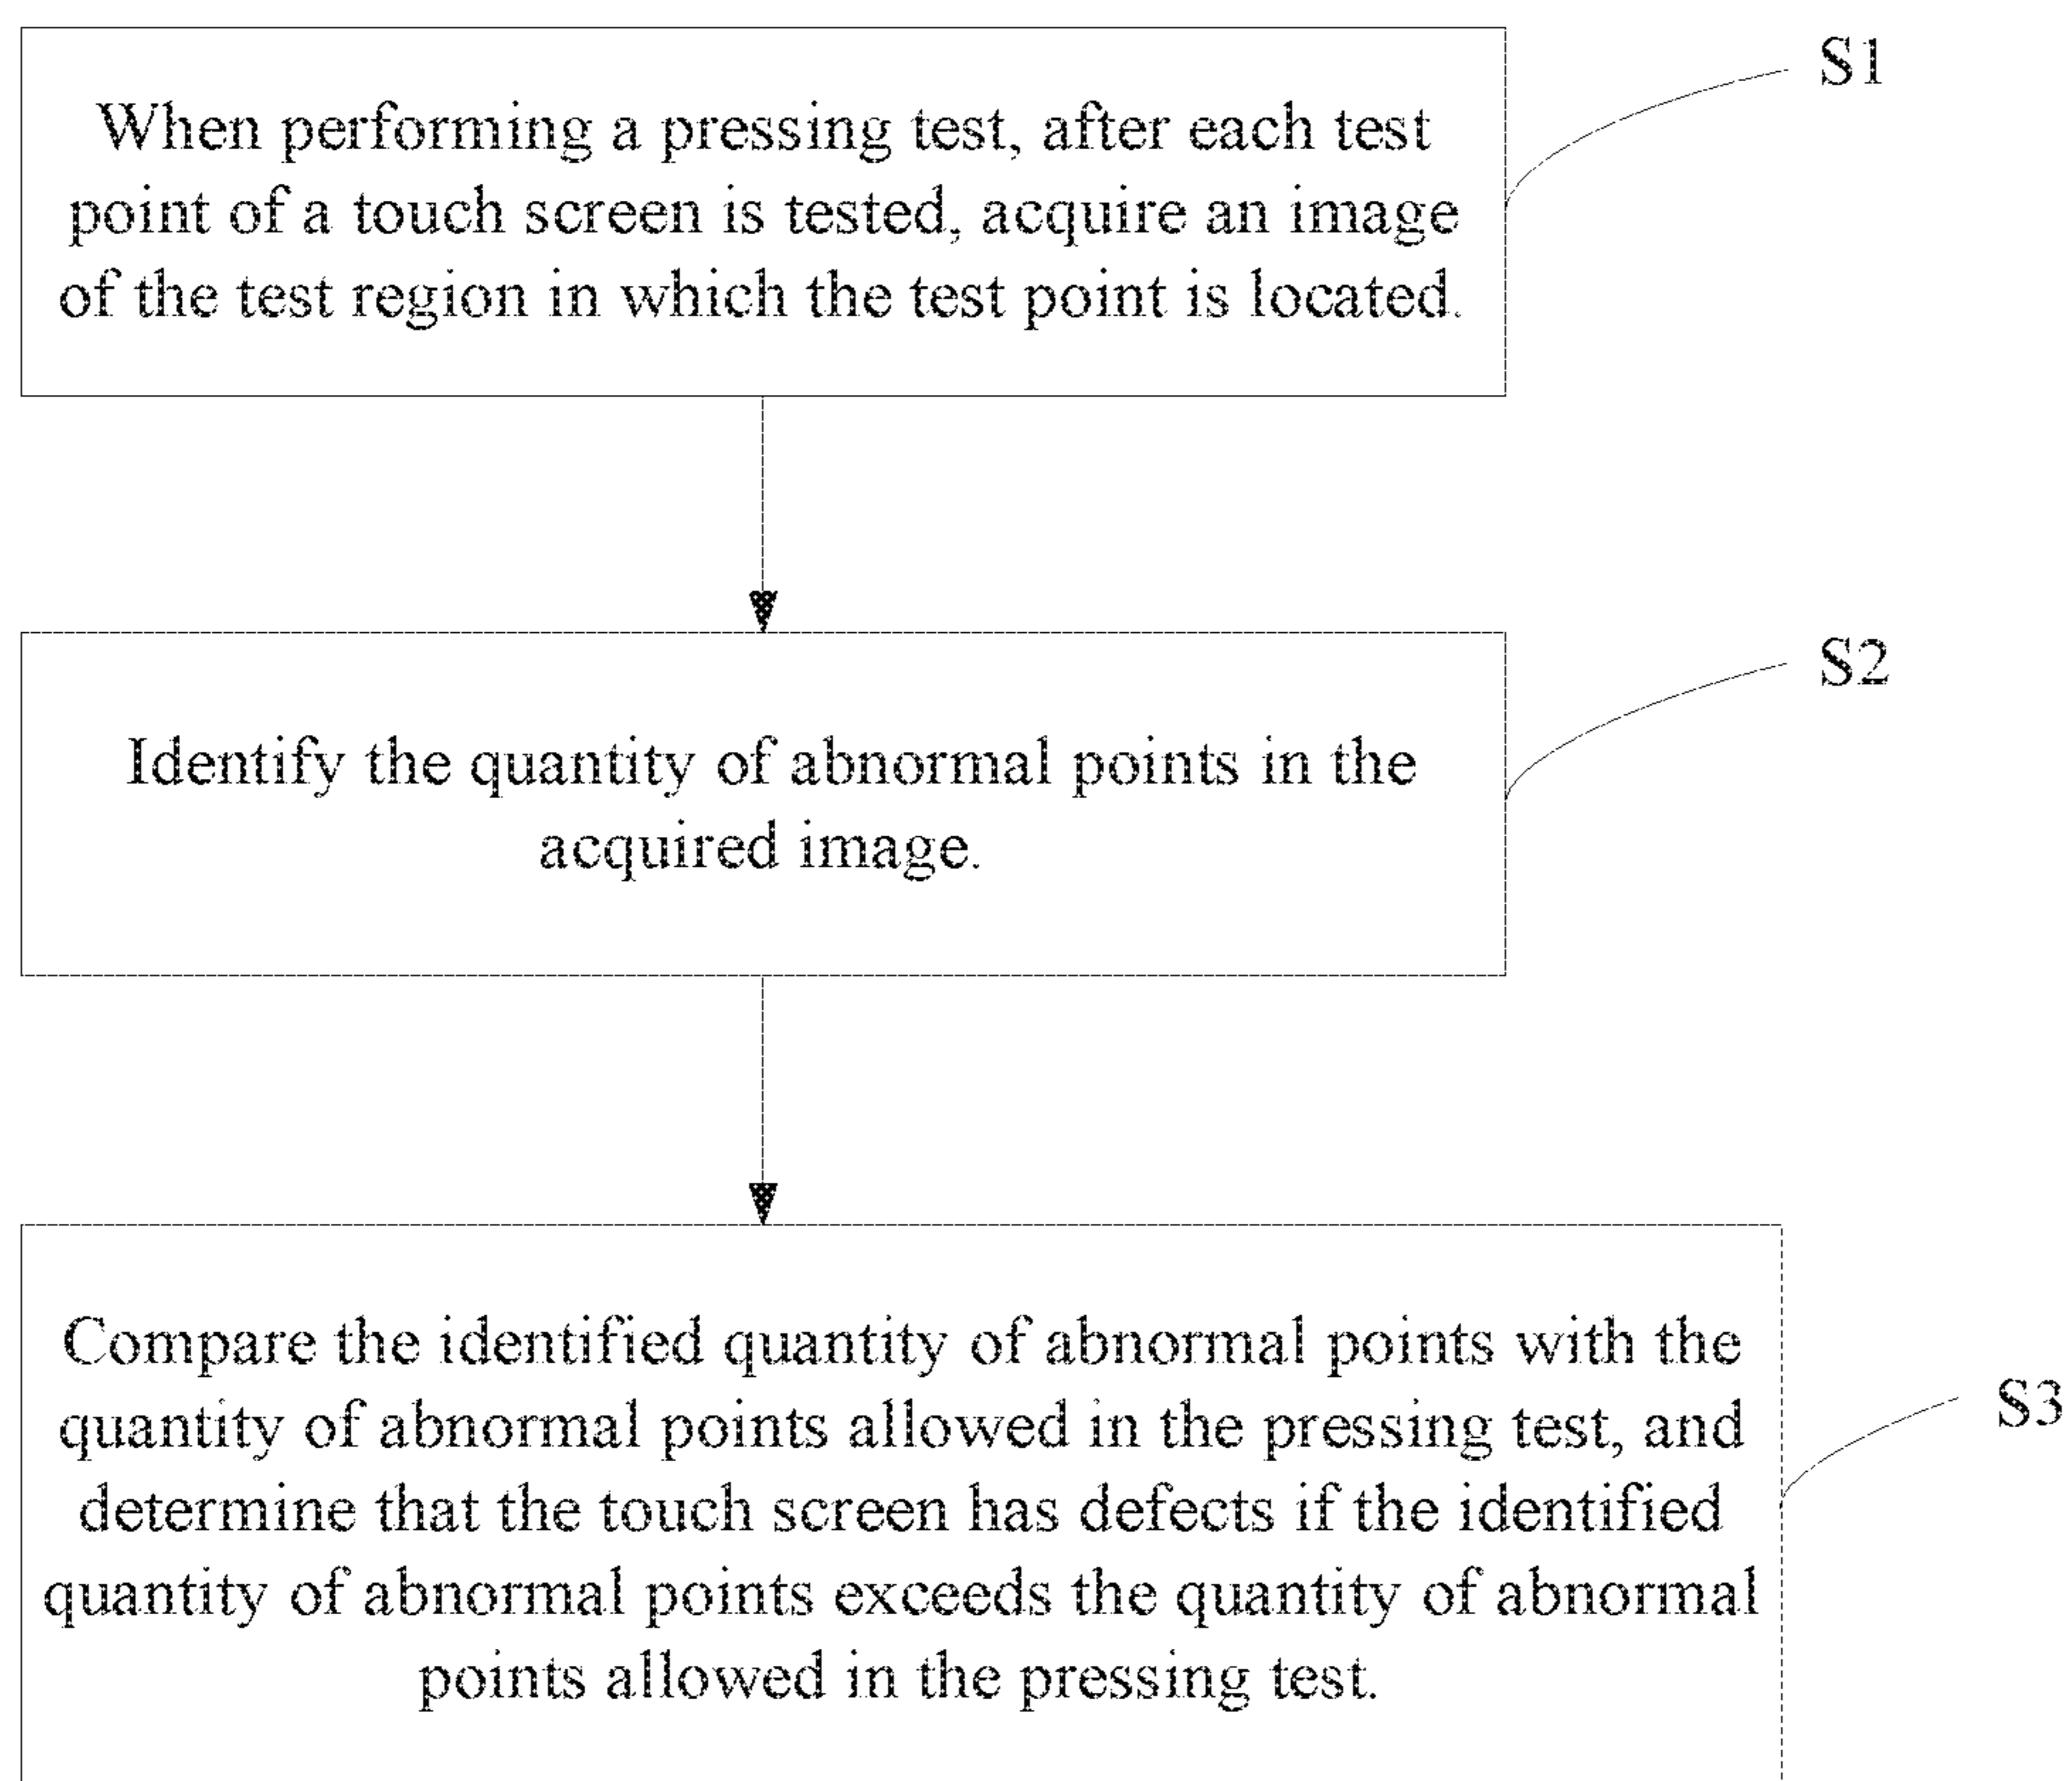 S1
When performing a pressing test, after each test
point of a touch screen is tested, acquire an image
of the test region in which the test point is located.
S2
Identify the quantity of abnormal points in the
acquired image.
S3
Compare the identified quantity of abnormal points with the
quantity of abnormal points allowed in the pressing test, and
determine that the touch screen has defects if the identified
quantity of abnormal points exceeds the quantity of abnormal
points allowed in the pressing test.